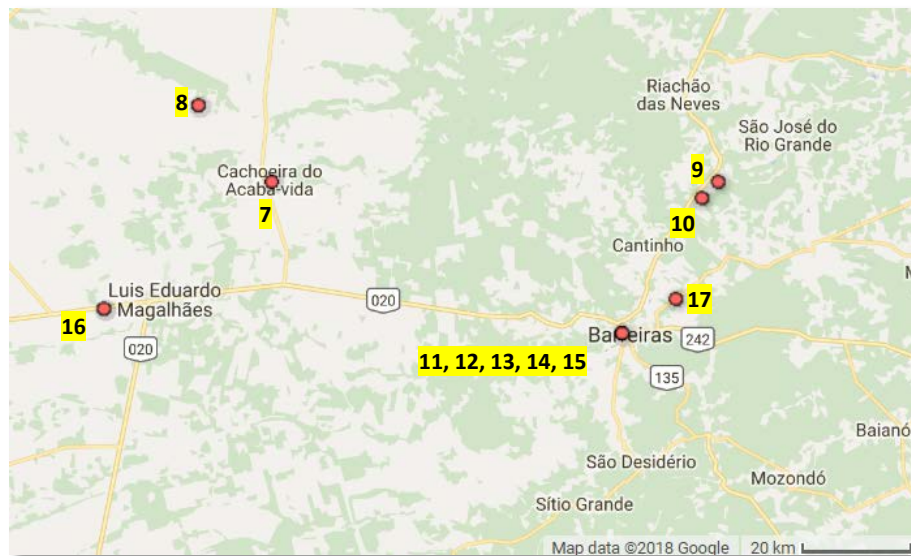 8
Riachão
das Neves
São José do
Rio Grande
9
Cachoeira do
Acaba-vida
7
10
Cantinho
Luis Eduardo
Magalhães
16
020
17
020
Barreiras
242
11, 12, 13, 14, 15
135
Baianó
São Desidério
Mozondó
Sítio Grande
Map data ©2018 Google
20 km